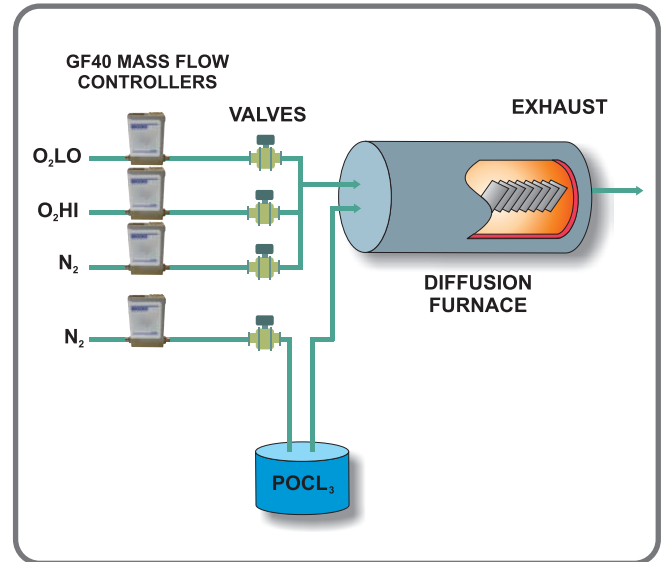 GF40 MASS FLOW
CONTROLLERS
VALVES
EXHAUST
O₂LO
O₂HI
N₂
N₂
DIFFUSION
FURNACE
POCL₃